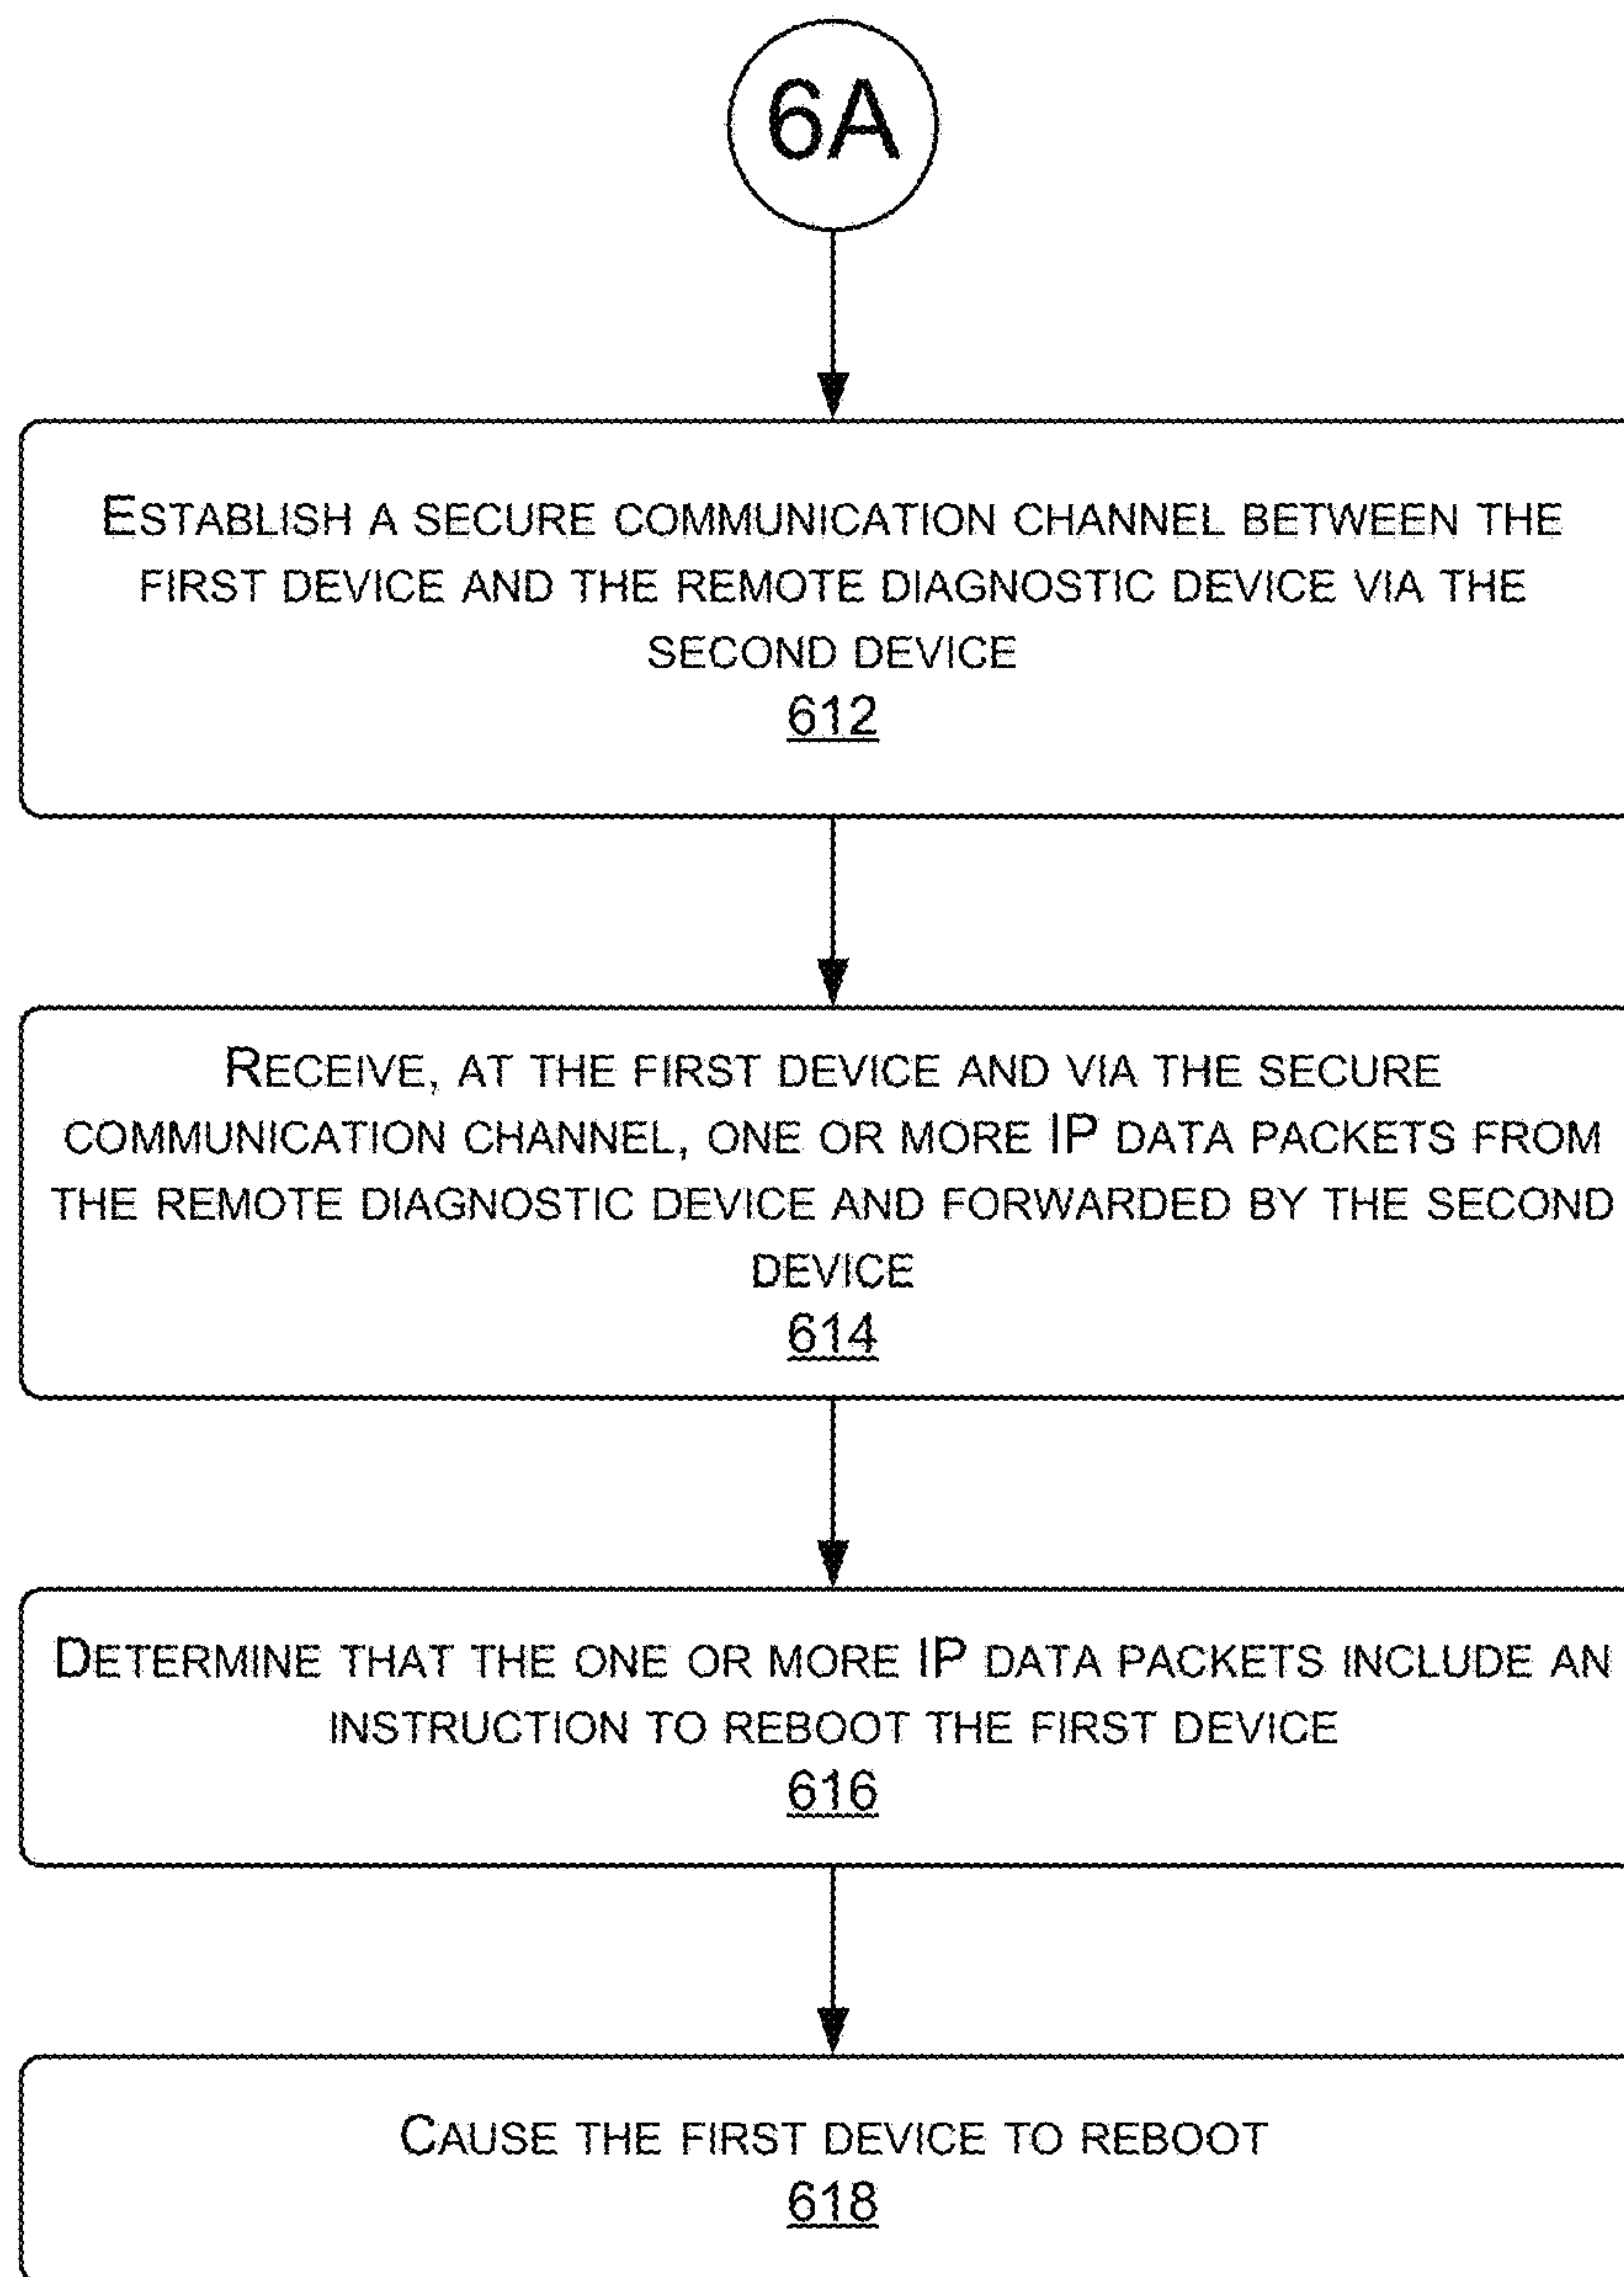 6A
ESTABLISH A SECURE COMMUNICATION CHANNEL BETWEEN THE
FIRST DEVICE AND THE REMOTE DIAGNOSTIC DEVICE VIA THE
SECOND DEVICE
612
RECEIVE, AT THE FIRST DEVICE AND VIA THE SECURE
COMMUNICATION CHANNEL, ONE OR MORE IP DATA PACKETS FROM
THE REMOTE DIAGNOSTIC DEVICE AND FORWARDED BY THE SECOND
DEVICE
614
DETERMINE THAT THE ONE OR MORE IP DATA PACKETS INCLUDE AN
INSTRUCTION TO REBOOT THE FIRST DEVICE
616
CAUSE THE FIRST DEVICE TO REBOOT
618